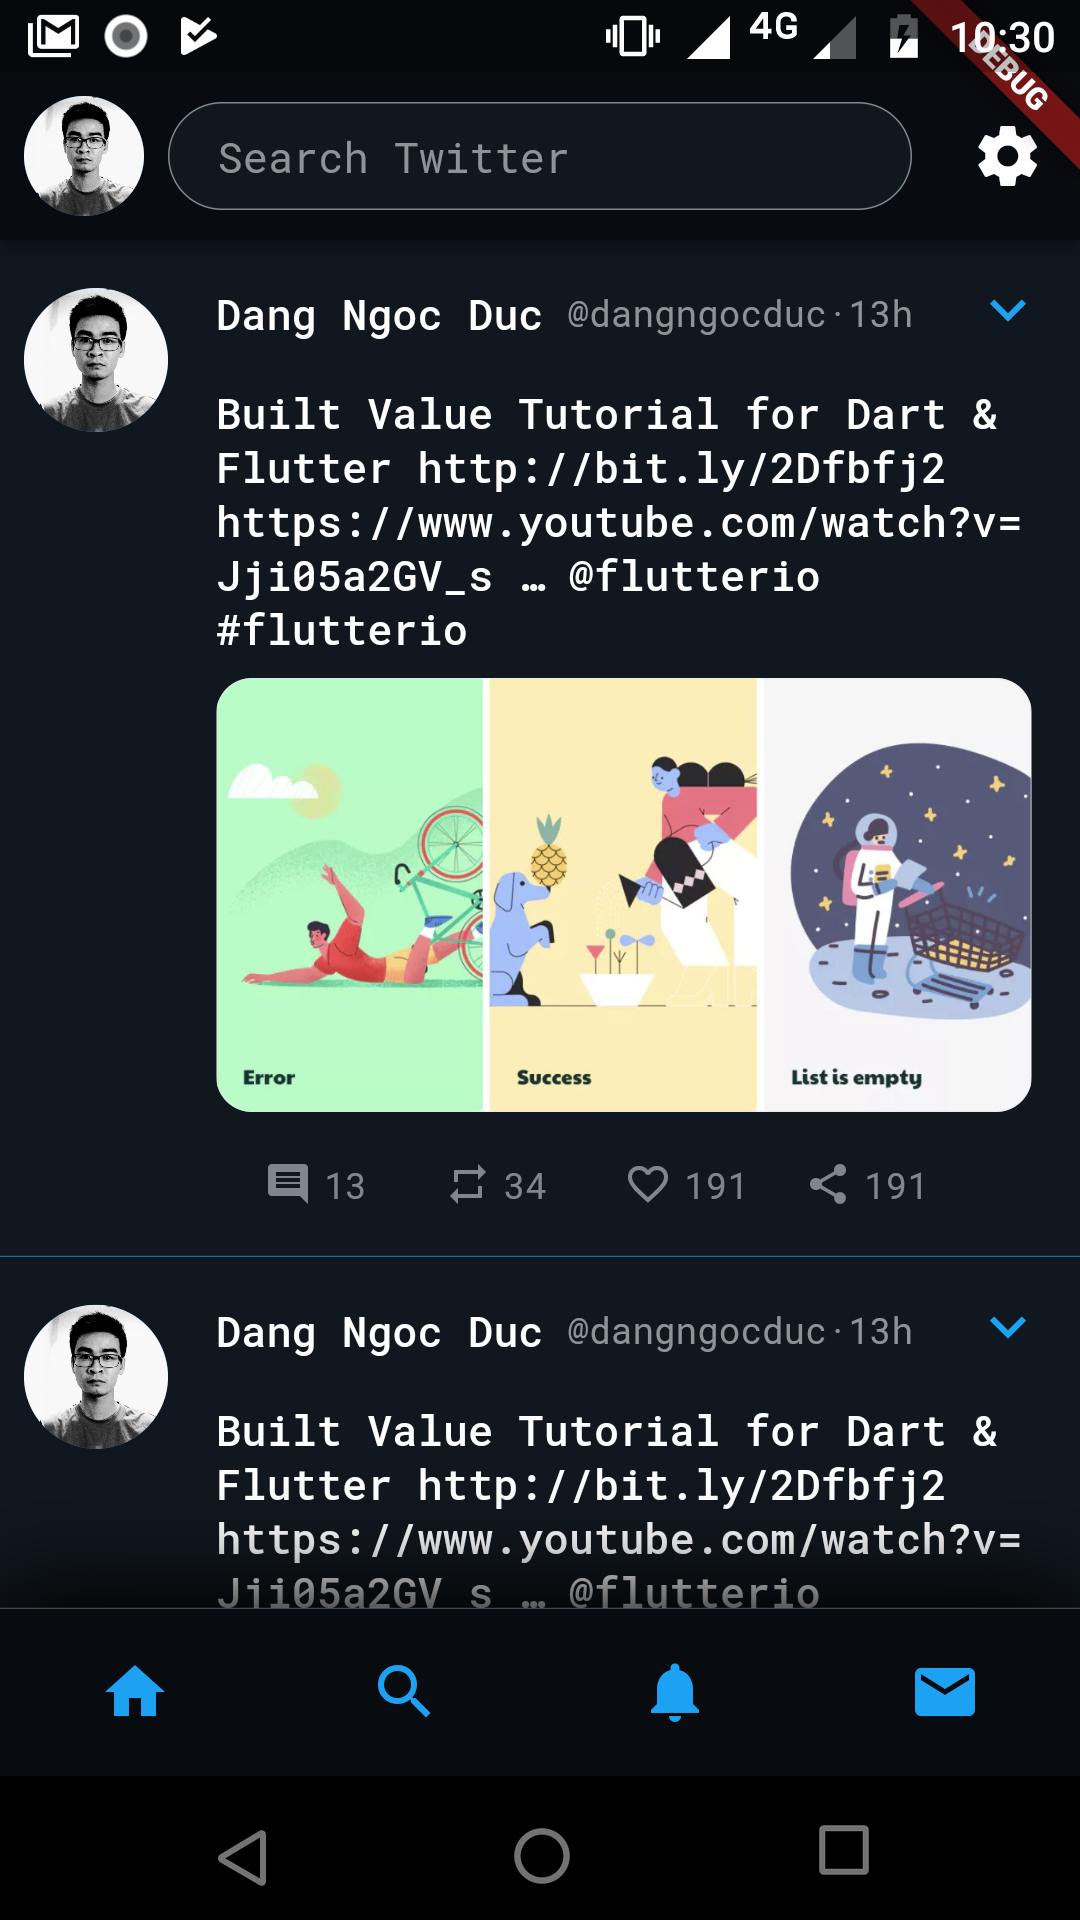 4G
10:30
DEBUG
Search Twitter
Dang Ngoc Duc @dangngocduc·13h
Built Value Tutorial for Dart &
Flutter http://bit.ly/2Dfbfj2
https://www.youtube.com/watch?v=
Jji05a2GV_s … @flutterio
#flutterio
Error
Success
List is empty
13
34
191
191
Dang Ngoc Duc @dangngocduc·13h
Built Value Tutorial for Dart &
Flutter http://bit.ly/2Dfbfj2
https://www.youtube.com/watch?v=
Jji05a2GV_s … @flutterio